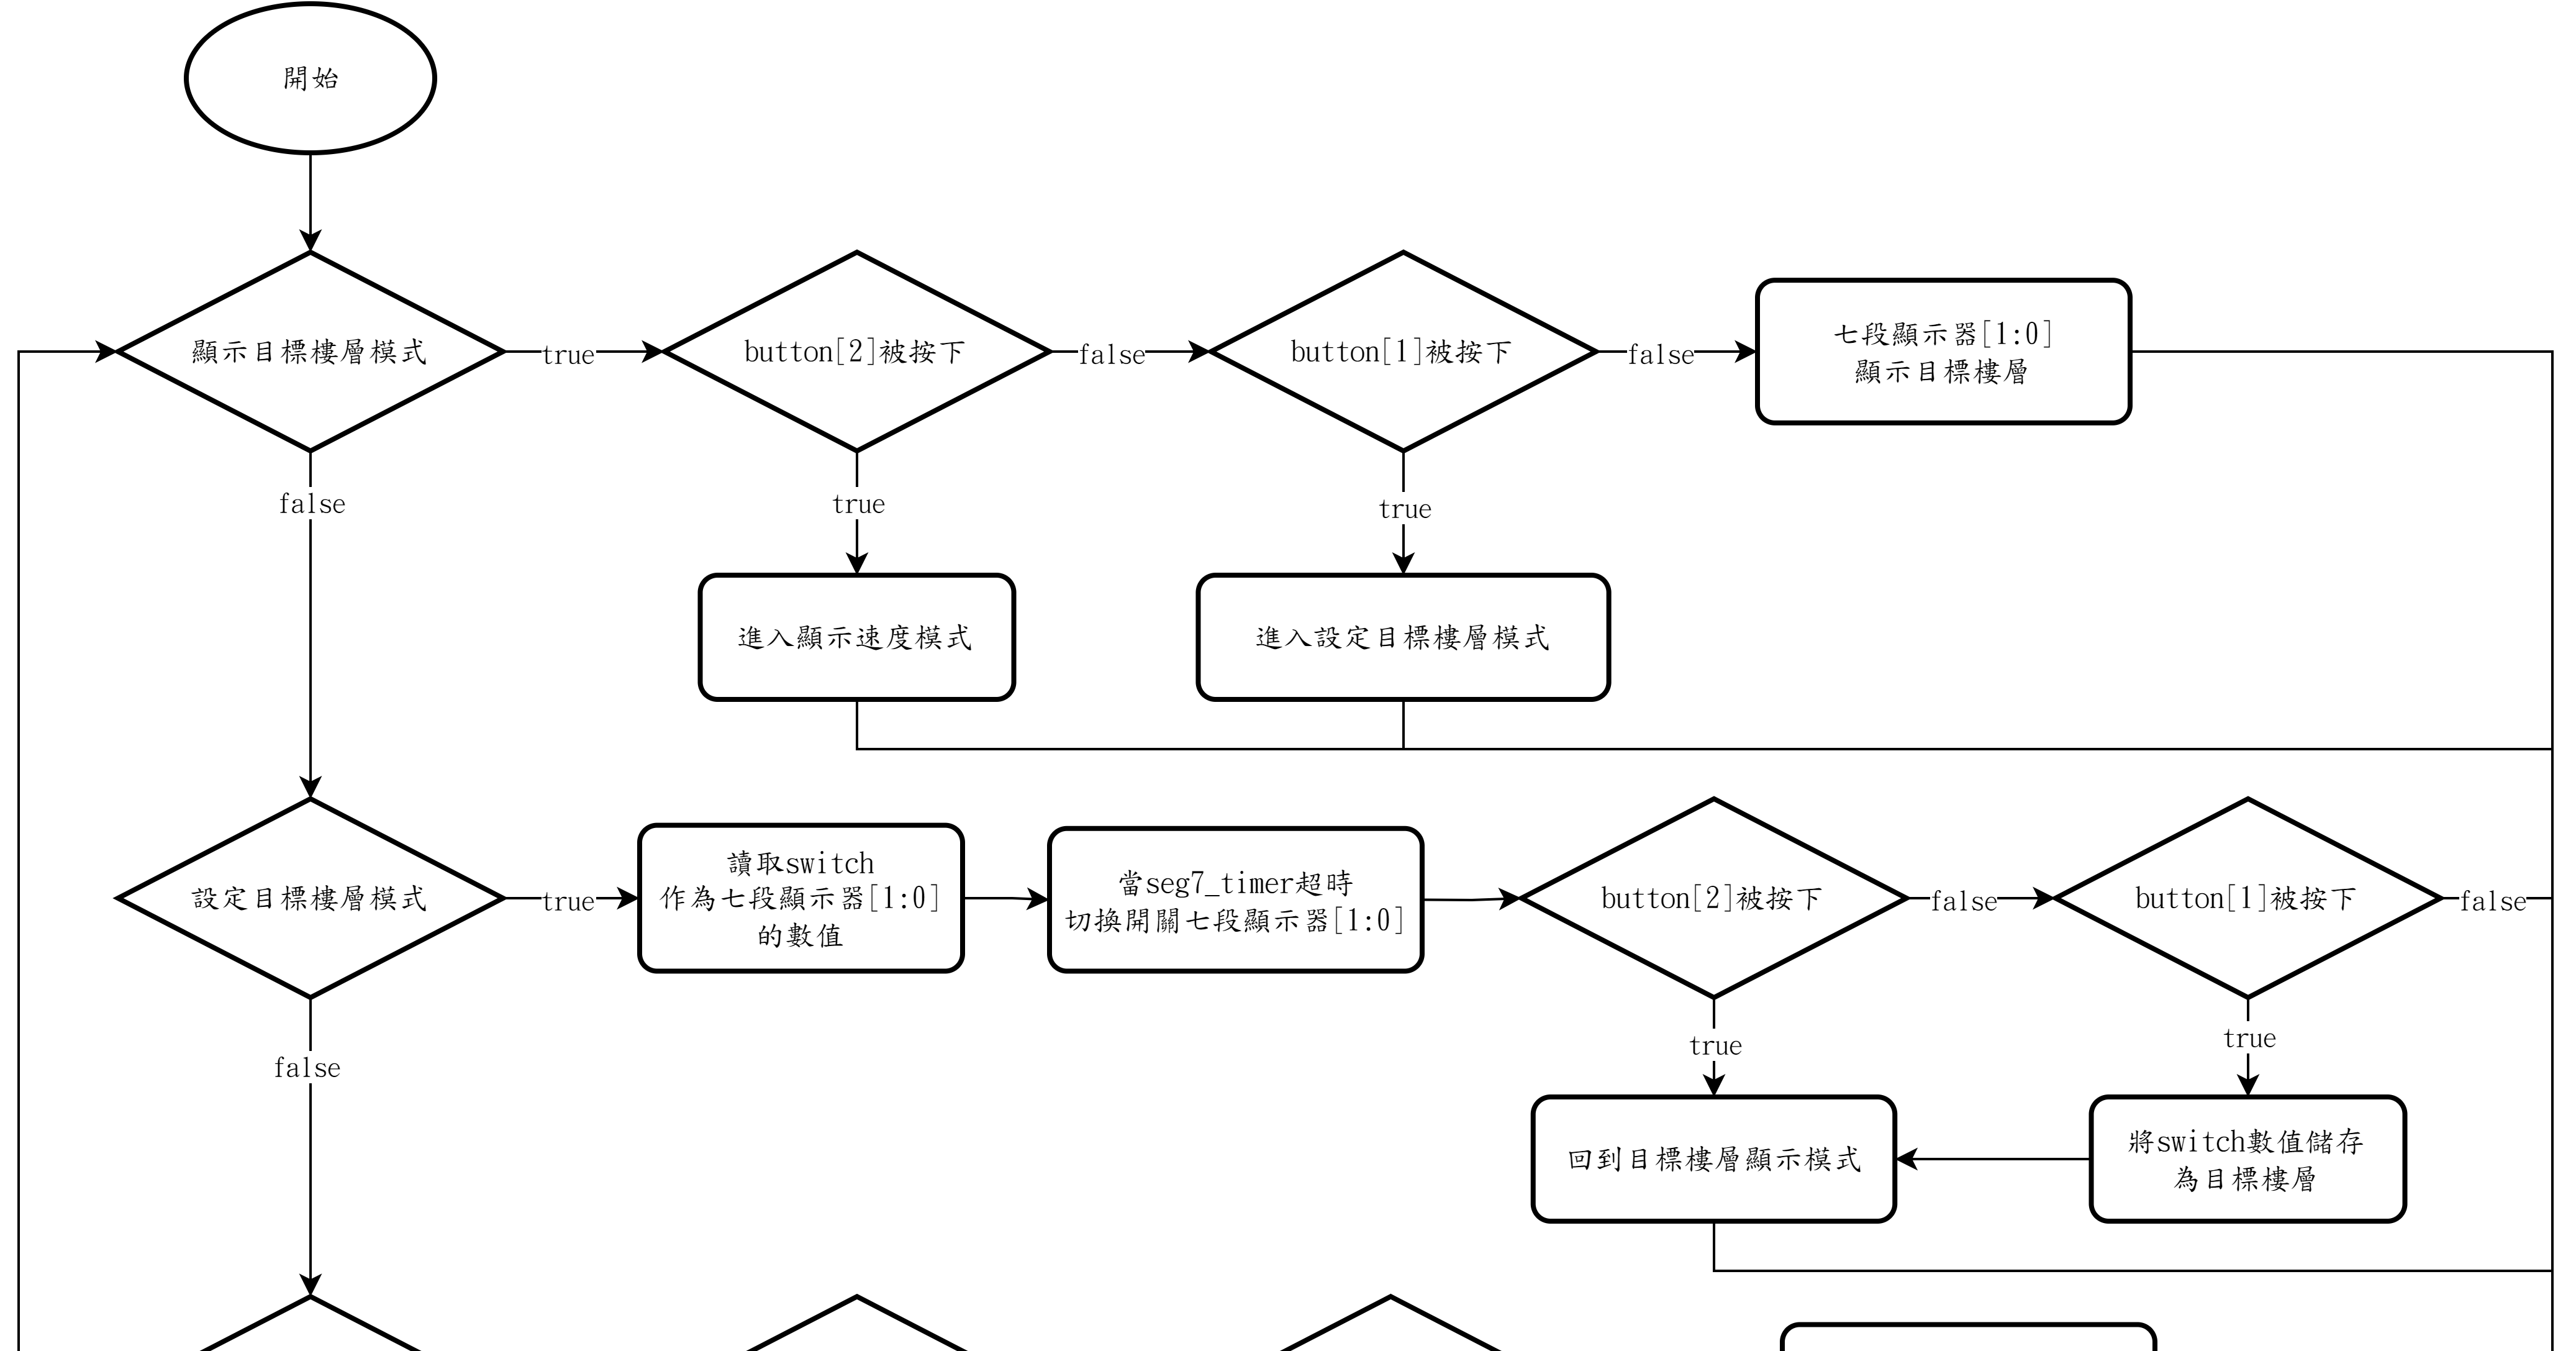 開始
顯示目標樓層模式
true
button[2]被按下
false
button[1]被按下
false
七段顯示器[1:0]
顯示目標樓層
false
true
true
進入顯示速度模式
進入設定目標樓層模式
設定目標樓層模式
true
讀取switch
作為七段顯示器[1:0]
的數值
當seg7_timer超時
切換開關七段顯示器[1:0]
button[2]被按下
false
button[1]被按下
false
false
true
true
回到目標樓層顯示模式
將switch數值儲存
為目標樓層